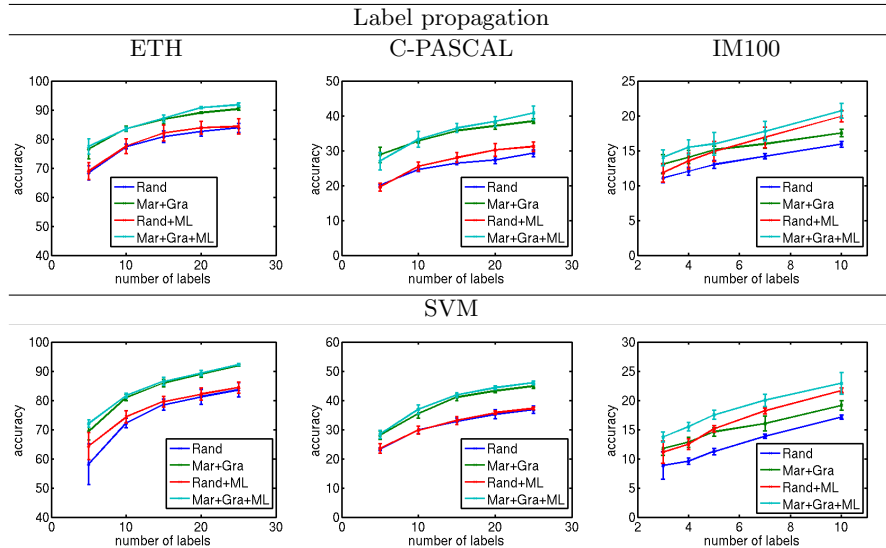 Label propagation
ETH C-PASCAL IM100
100
90
80
70
60
50
40
accuracy
0 10 20 30
number of labels
Rand
Mar+Gra
Rand+ML
Mar+Gra+ML
50
40
30
20
10
0
accuracy
0 10 20 30
number of labels
Rand
Mar+Gra
Rand+ML
Mar+Gra+ML
25
20
15
10
5
0
accuracy
2 4 6 8 10
number of labels
Rand
Mar+Gra
Rand+ML
Mar+Gra+ML
SVM
100
90
80
70
60
50
40
accuracy
0 10 20 30
number of labels
Rand
Mar+Gra
Rand+ML
Mar+Gra+ML
60
50
40
30
20
10
0
accuracy
0 10 20 30
number of labels
Rand
Mar+Gra
Rand+ML
Mar+Gra+ML
30
25
20
15
10
5
0
accuracy
2 4 6 8 10
number of labels
Rand
Mar+Gra
Rand+ML
Mar+Gra+ML